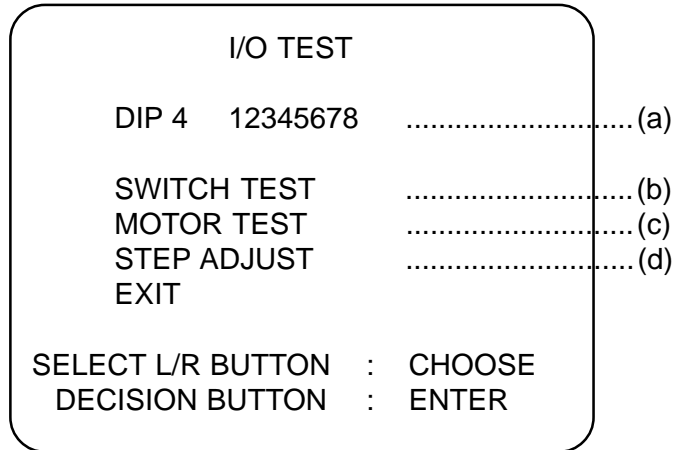 I/O TEST
DIP 4 12345678 ...........................(a)
SWITCH TEST ...........................(b)
MOTOR TEST ...........................(c)
STEP ADJUST ...........................(d)
EXIT
SELECT L/R BUTTON : CHOOSE
DECISION BUTTON : ENTER